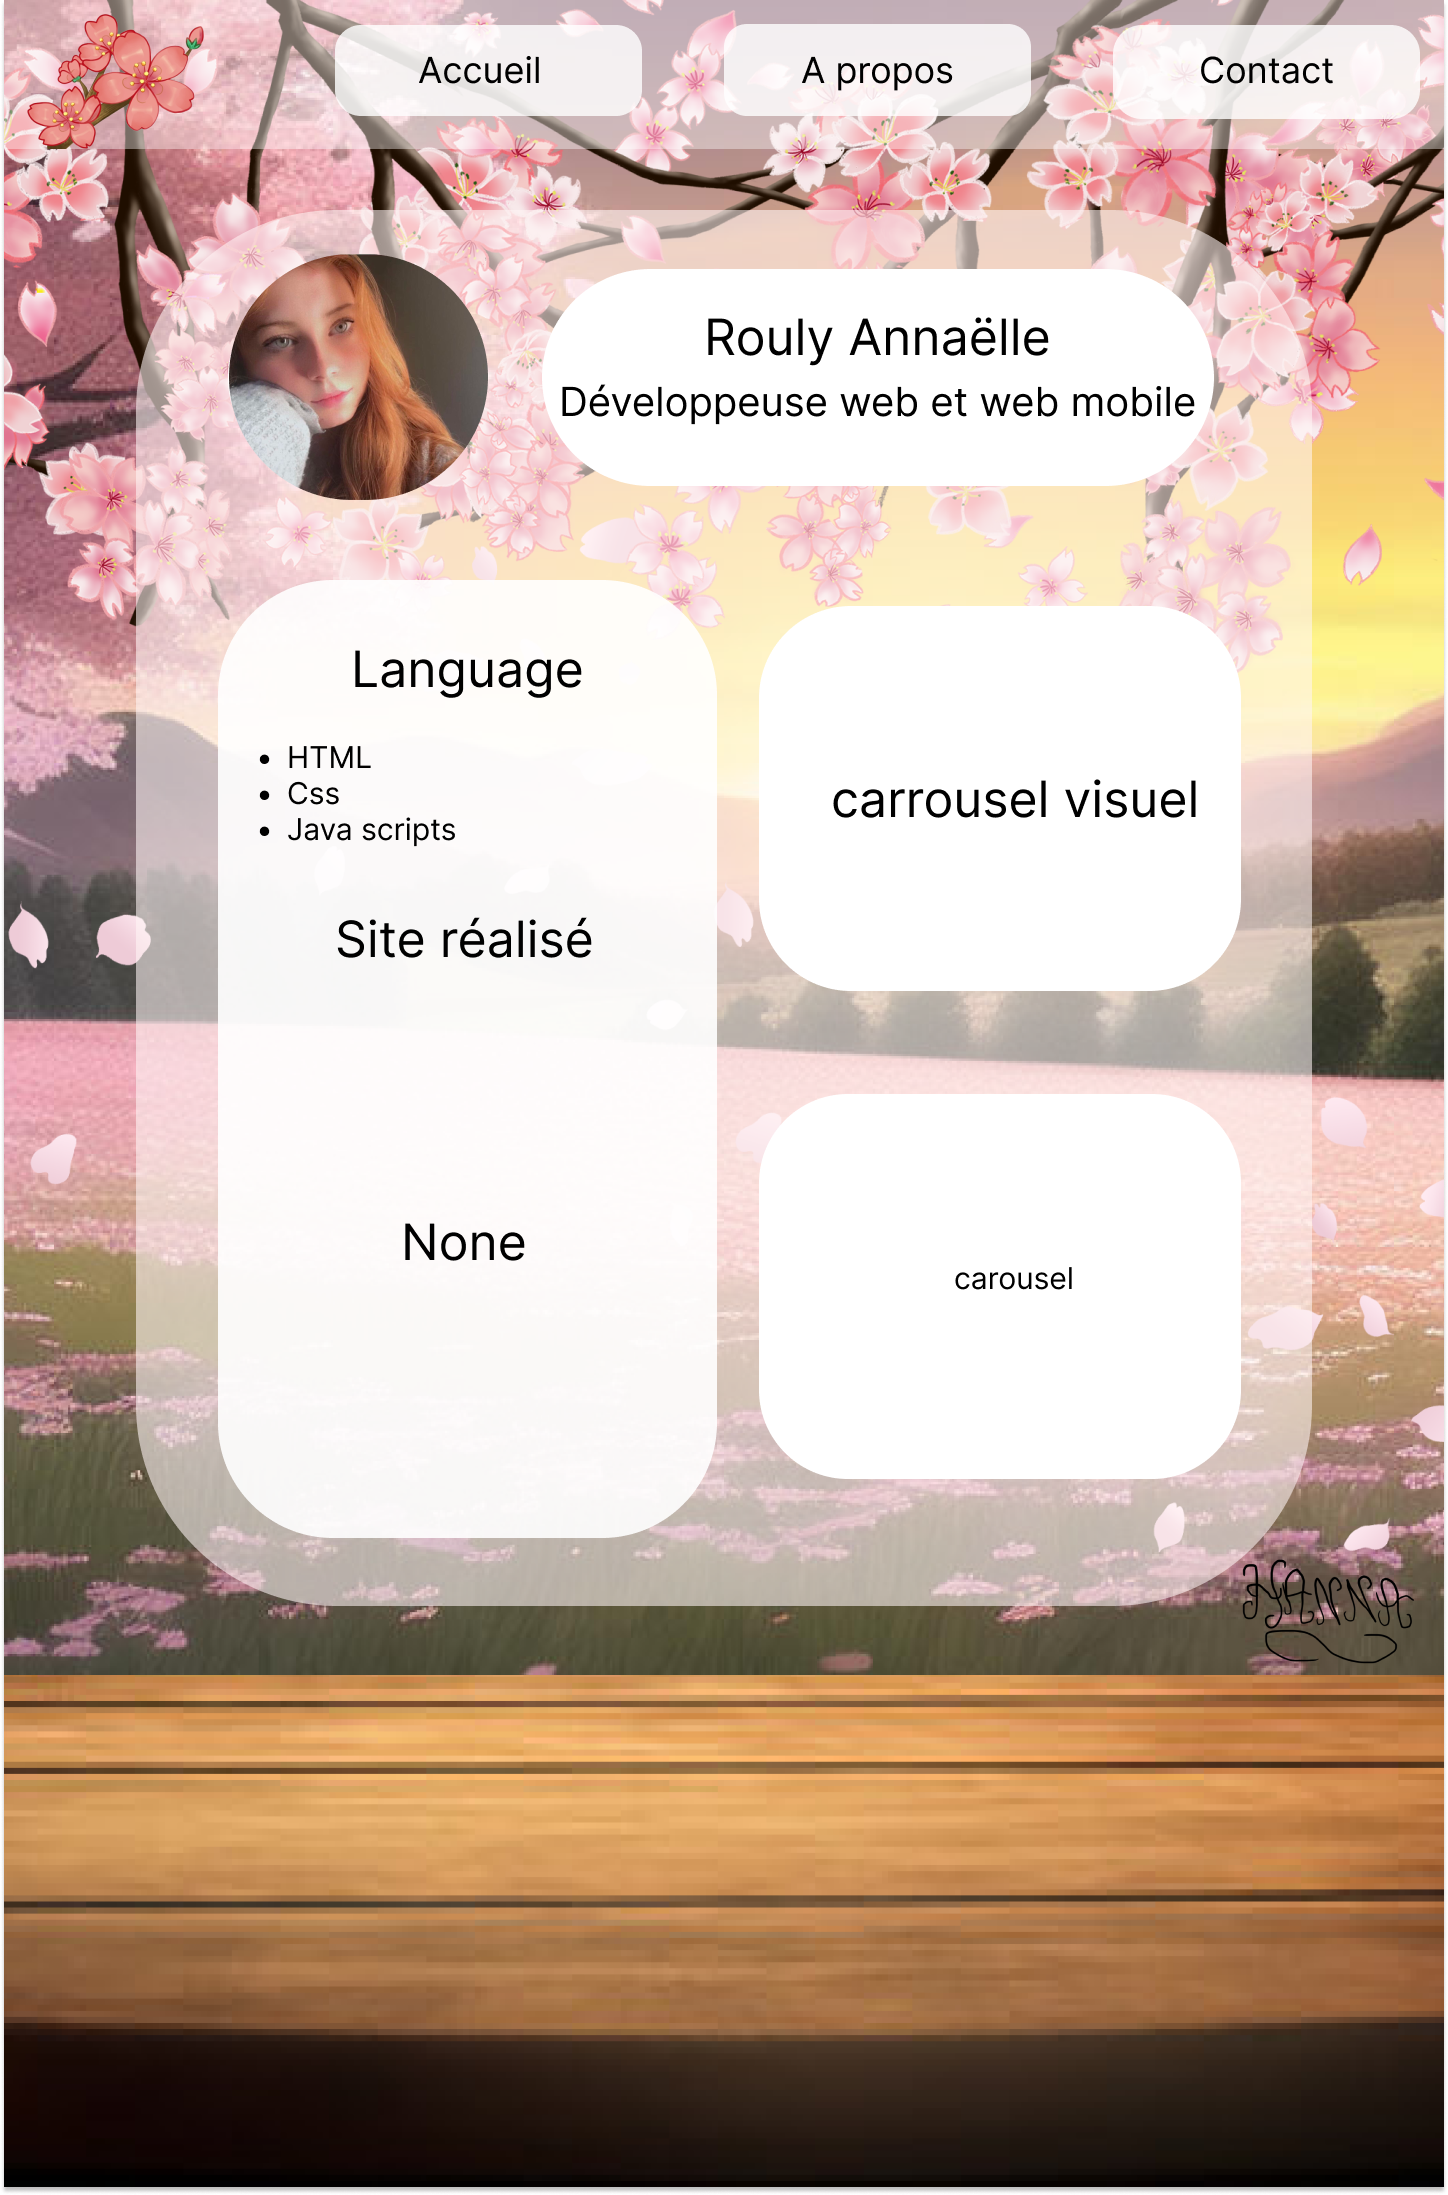 Accueil
A propos
Contact
Rouly Annaëlle
Développeuse web et web mobile
Language
HTML
Css
Java scripts
Site réalisé
None
carrousel visuel
carousel
HANNA